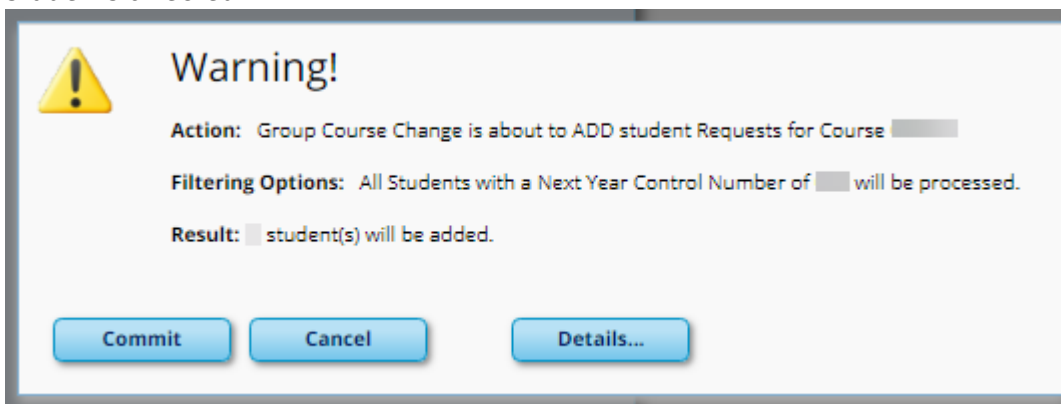 Warning!
Action: Group Course Change is about to ADD student Requests for Course
Filtering Options: All Students with a Next Year Control Number of will be processed.
Result: student(s) will be added.
Commit Cancel Details...